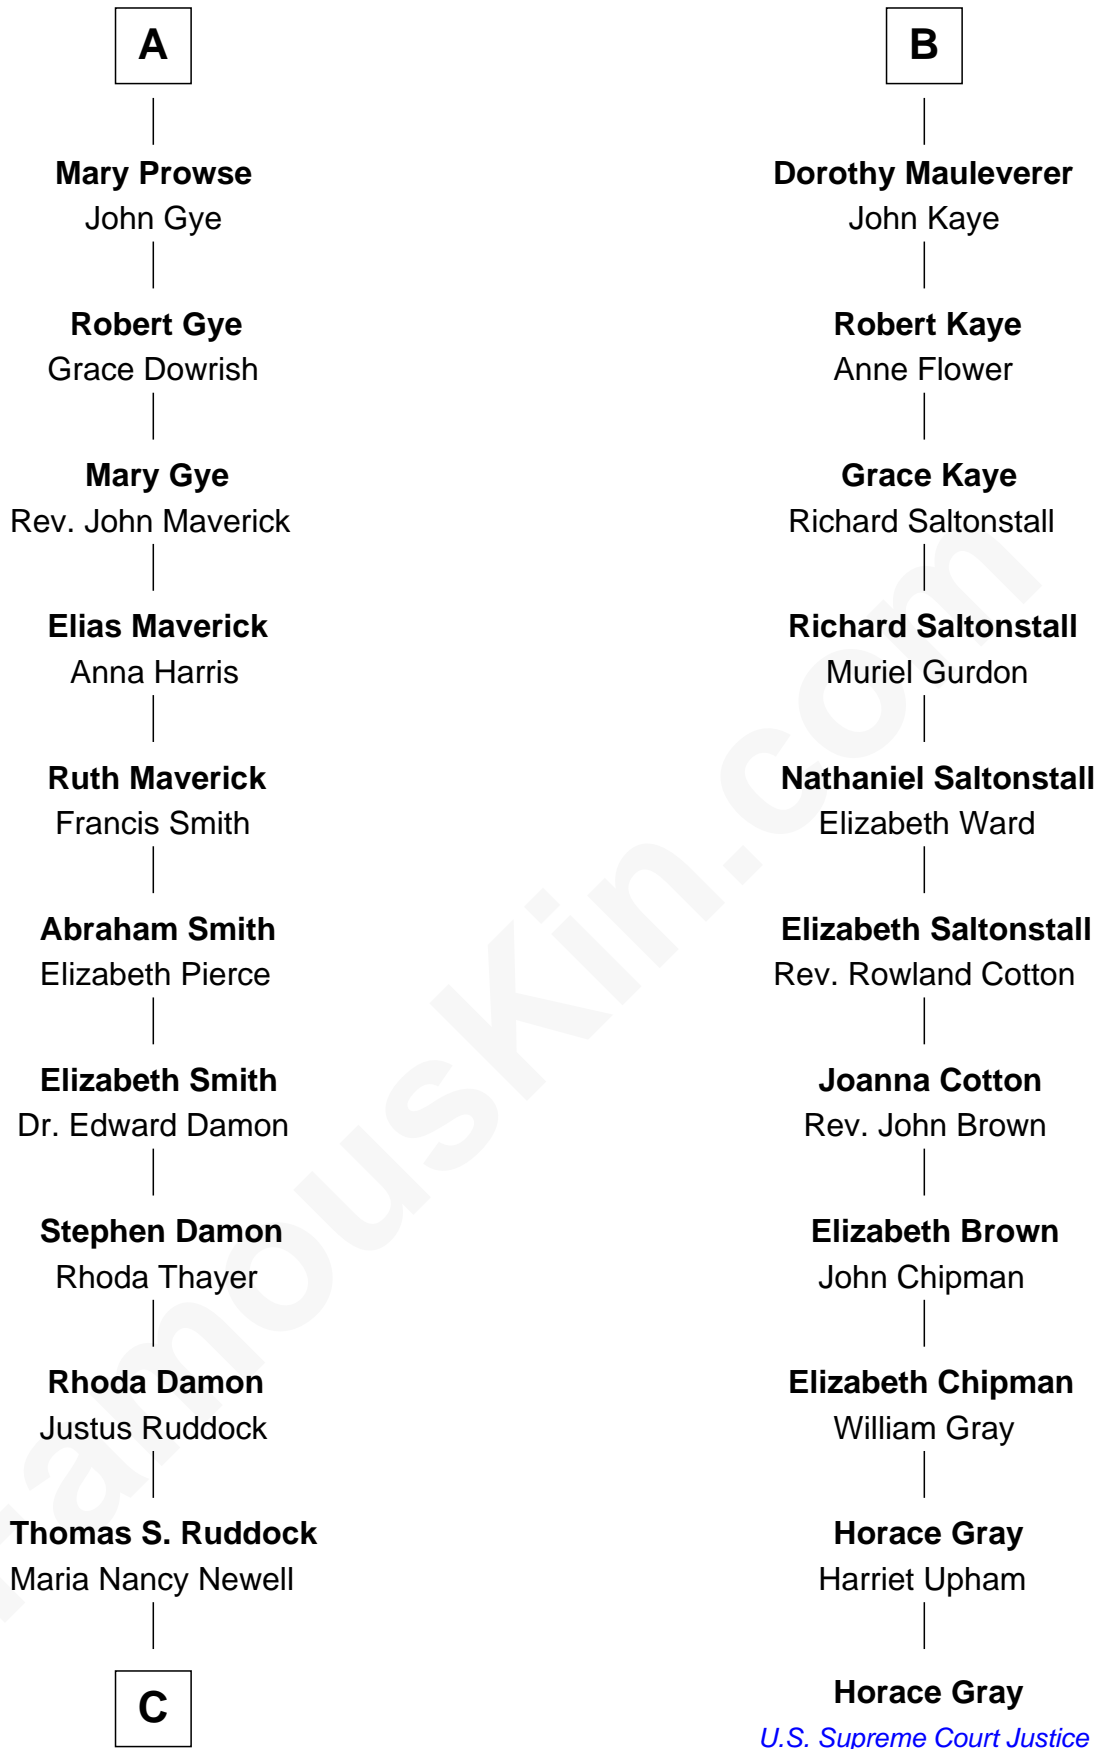 A
Mary Prowse
John Gye
Robert Gye
Grace Dowrish
Mary Gye
Rev. John Maverick
Elias Maverick
Anna Harris
Ruth Maverick
Francis Smith
Abraham Smith
Elizabeth Pierce
Elizabeth Smith
Dr. Edward Damon
Stephen Damon
Rhoda Thayer
Rhoda Damon
Justus Ruddock
Thomas S. Ruddock
Maria Nancy Newell
C
B
Dorothy Mauleverer
John Kaye
Robert Kaye
Anne Flower
Grace Kaye
Richard Saltonstall
Richard Saltonstall
Muriel Gurdon
Nathaniel Saltonstall
Elizabeth Ward
Elizabeth Saltonstall
Rev. Rowland Cotton
Joanna Cotton
Rev. John Brown
Elizabeth Brown
John Chipman
Elizabeth Chipman
William Gray
Horace Gray
Harriet Upham
Horace Gray
U.S. Supreme Court Justice
FamousKin.com